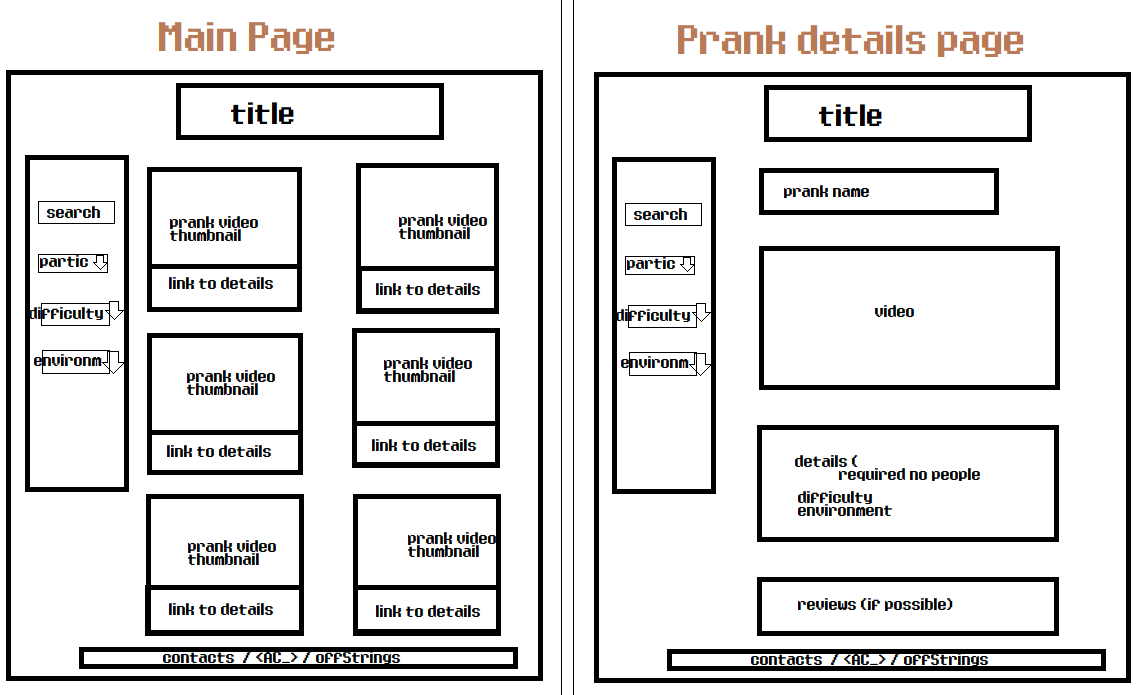 Main Page
title
search
partic
difficulty
environm
prank video
thumbnail
link to details
prank video
thumbnail
link to details
prank video
thumbnail
link to details
prank video
thumbnail
link to details
prank video
thumbnail
link to details
prank video
thumbnail
link to details
contacts / <AC_> / offStrings
Prank details page
title
search
partic
difficulty
environm
prank name
video
details (
required no people
difficulty
environment
reviews (if possible)
contacts / <AC_> / offStrings